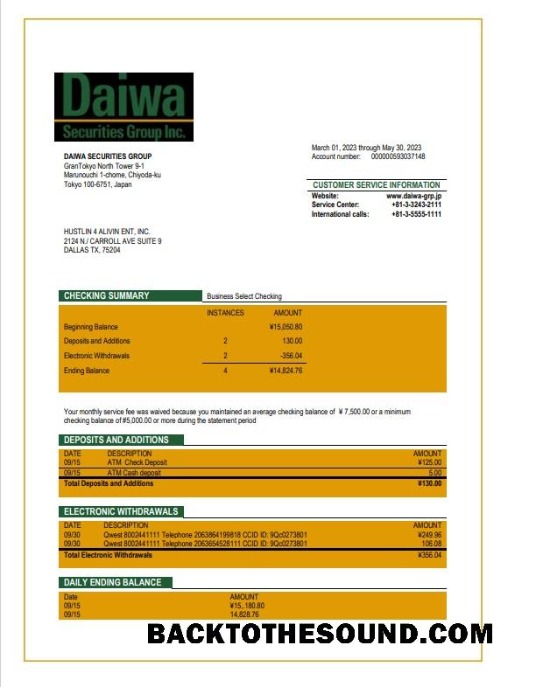 Daiwa
Securities Group Inc.
March 01, 2023 through May 30, 2023
Account number: 000000593037148
DAIWA SECURITIES GROUP
GranTokyo North Tower 9-1
Marunouchi 1-chome, Chiyoda-ku
Tokyo 100-6751, Japan
CUSTOMER SERVICE INFORMATION
Website: www.daiwa-grp.jp
Service Center: +81-3-3243-2111
International calls: +81-3-5555-1111
HUSTLIN 4 ALIVIN ENT, INC.
2124 N./ CARROLL AVE SUITE 9
DALLAS TX, 75204
CHECKING SUMMARY Business Select Checking
INSTANCES AMOUNT
Beginning Balance ¥15,050.80
Deposits and Additions 2 130.00
Electronic Withdrawals 2 -356.04
Ending Balance 4 ¥14,824.76
Your monthly service fee was waived because you maintained an average checking balance of ¥ 7,500.00 or a minimum
checking balance of #5,000.00 or more during the statement period
DEPOSITS AND ADDITIONS
DATE DESCRIPTION AMOUNT
09/15 ATM Check Deposit ¥125.00
09/15 ATM Cash deposit 5.00
Total Deposits and Additions ¥130.00
ELECTRONIC WITHDRAWALS
DATE DESCRIPTION AMOUNT
09/30 Qwest 8002441111 Telephone 2063864199818 CCID ID: 9Qc0273801 ¥249.96
09/30 Qwest 8002441111 Telephone 2063654528111 CCID ID: 9Qc0273801 106.08
Total Electronic Withdrawals ¥356.04
DAILY ENDING BALANCE
Date AMOUNT
09/15 ¥15,180.80
09/15 14,828.76
BACKTOTHESOUND.COM